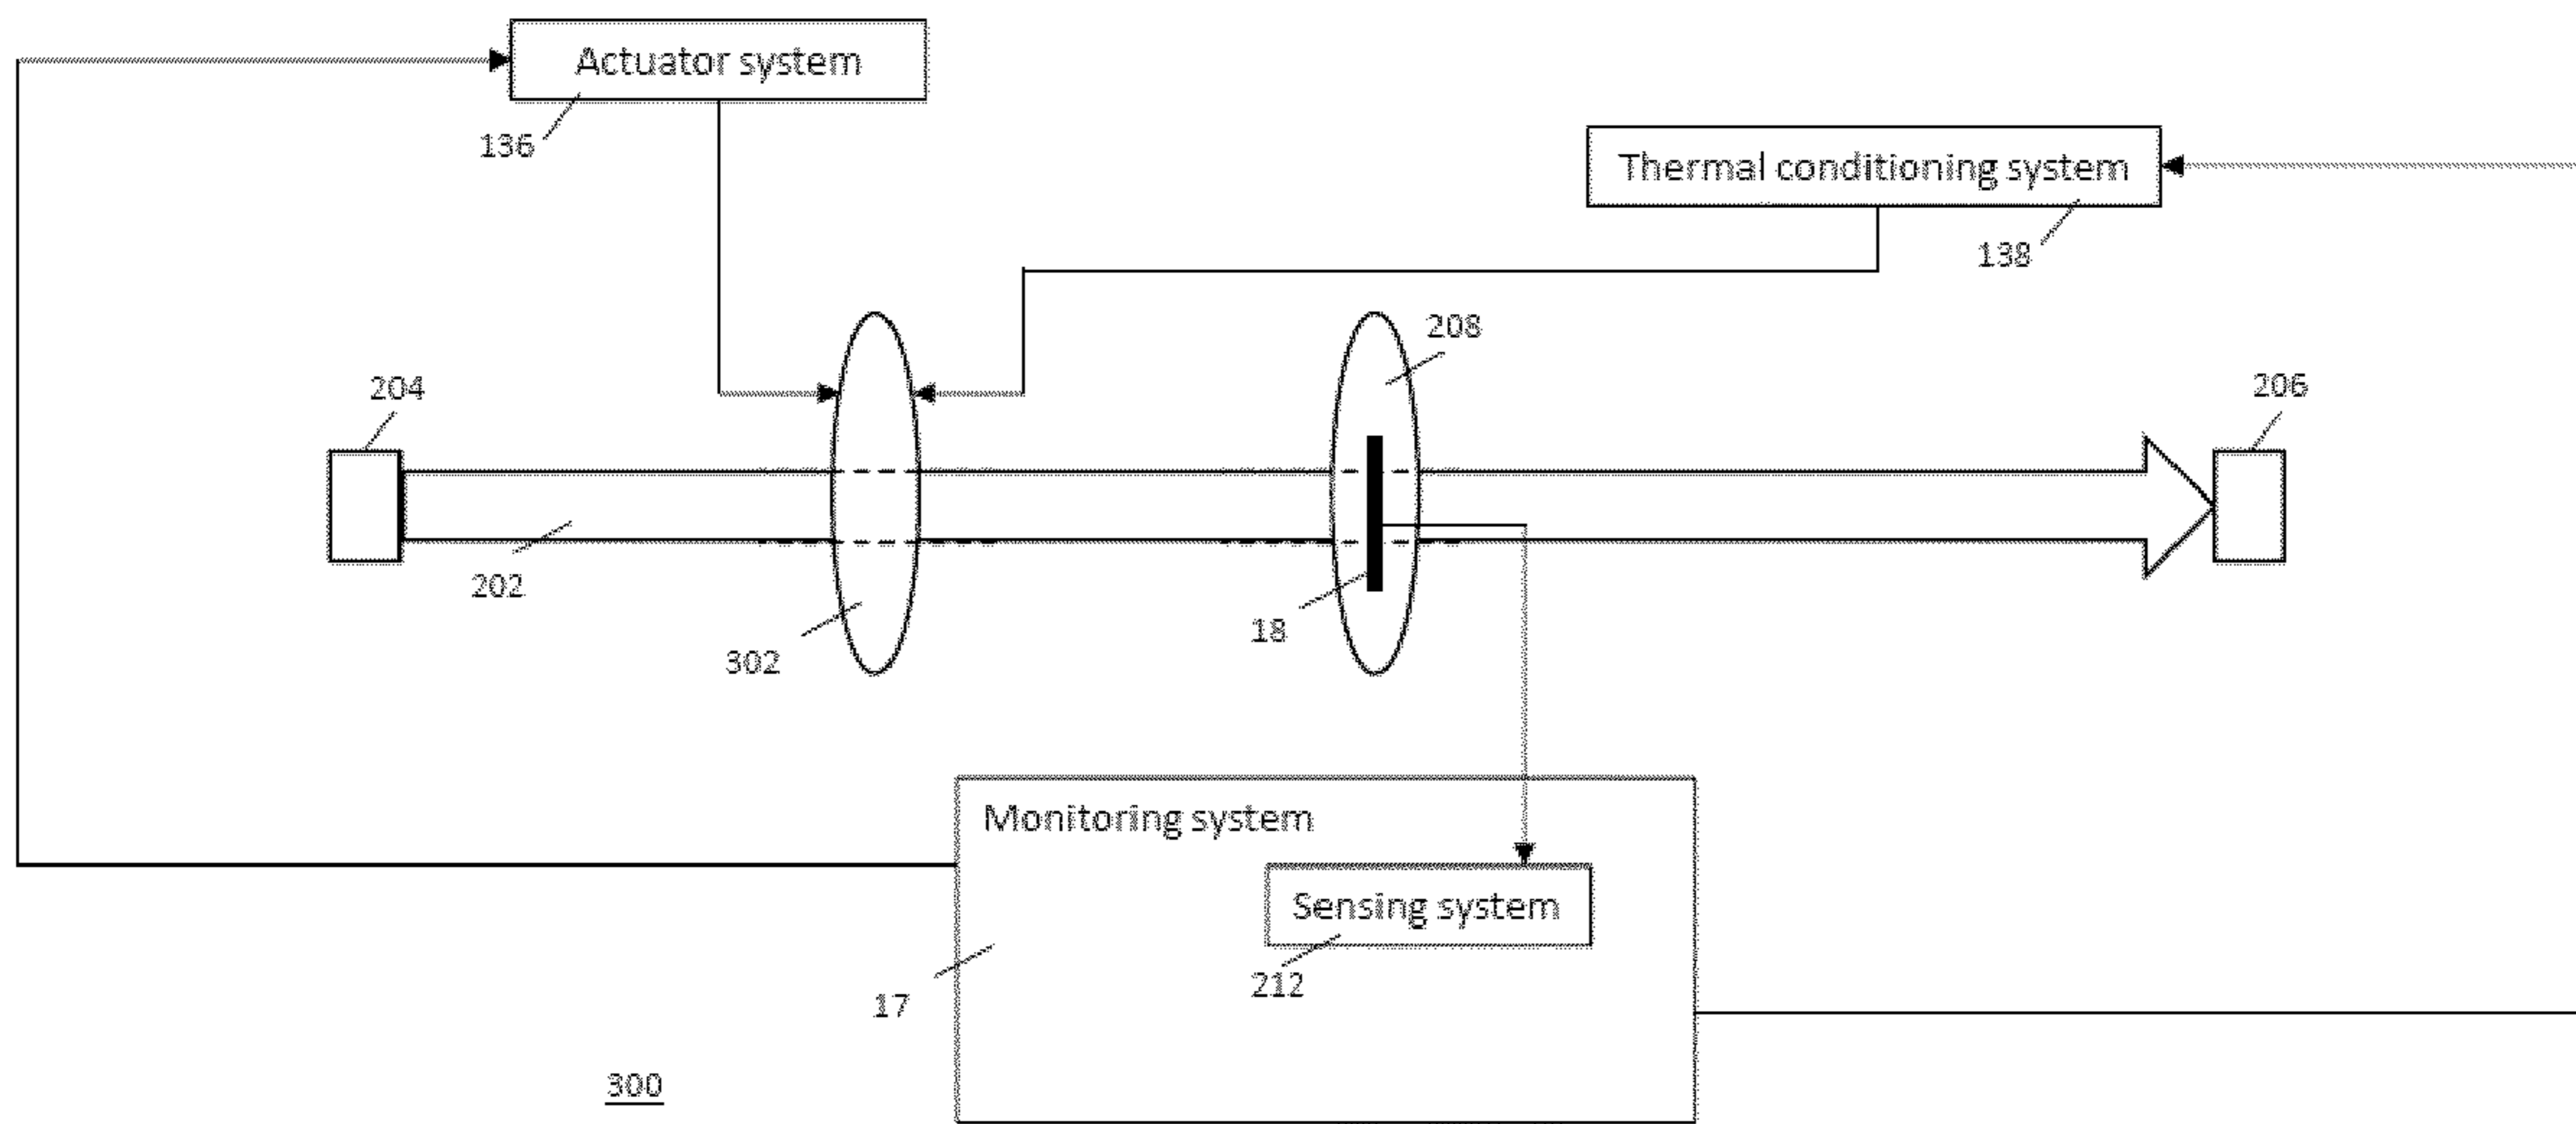 Actuator system
136
Thermal conditioning system
138
208
204
206
202
18
302
Monitoring system
Sensing system
212
17
300